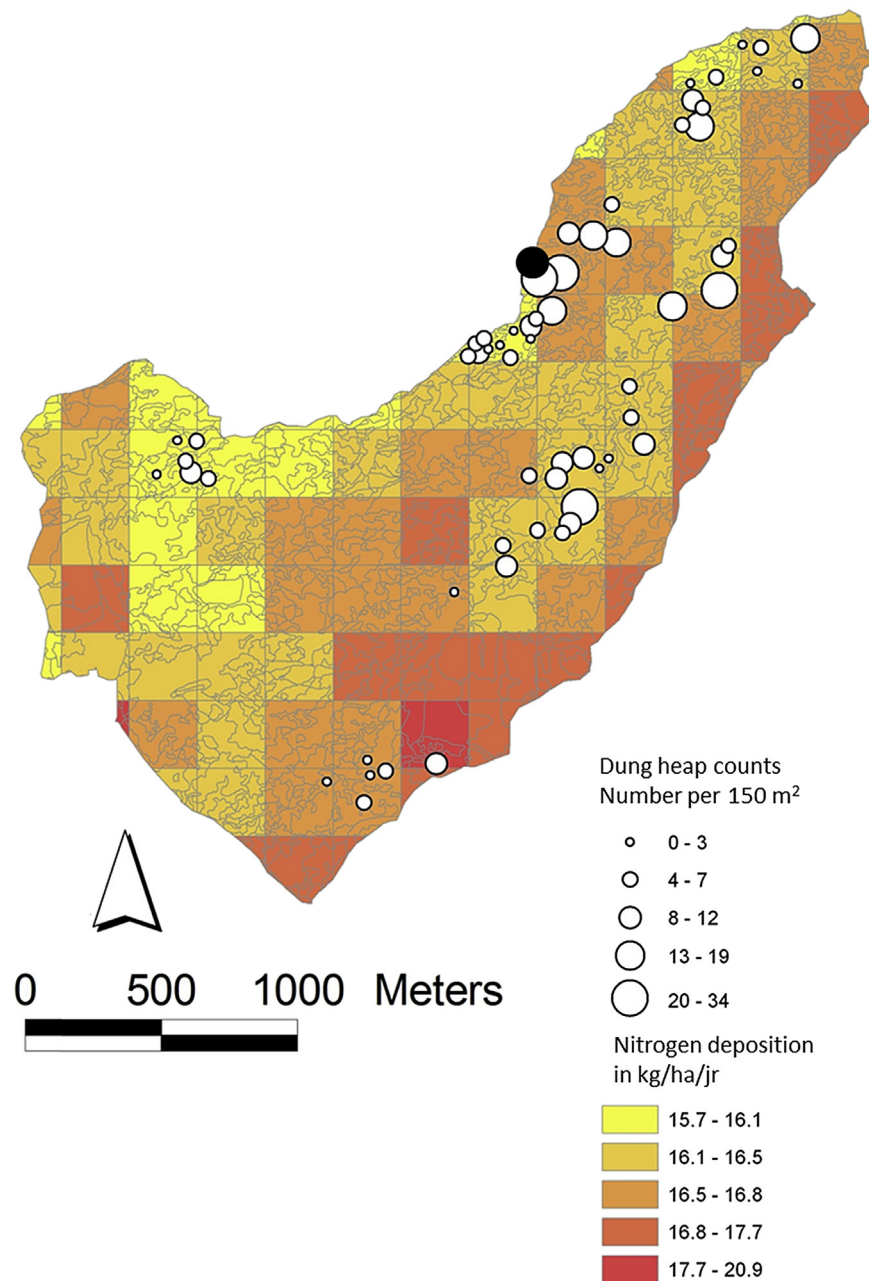 Dung heap counts
Number per 150 m²
0 - 3
4 - 7
8 - 12
13 - 19
20 - 34
0 500 1000 Meters
Nitrogen deposition
in kg/ha/jr
15.7 - 16.1
16.1 - 16.5
16.5 - 16.8
16.8 - 17.7
17.7 - 20.9